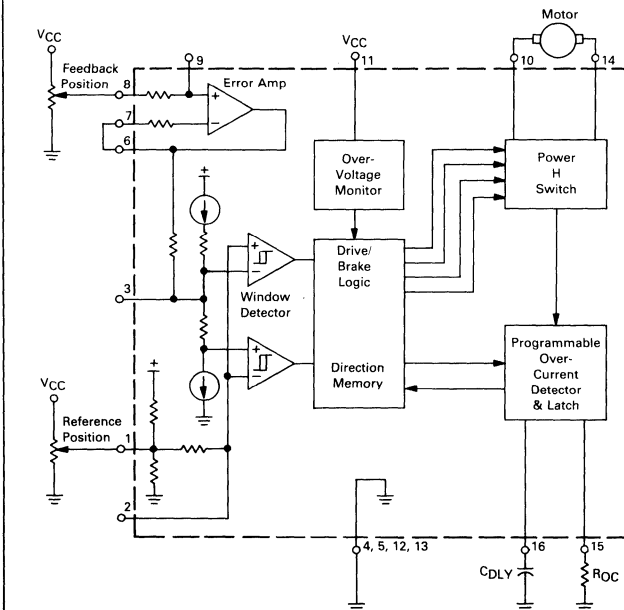 Motor
VCC
VCC
9
11
10
14
Feedback
Position
8
Error Amp
+
7
−
6
Over-
Voltage
Monitor
Power
H
Switch
+
+
−
Drive/
Brake
Logic
3
Window
Detector
+
−
Direction
Memory
Programmable
Over-
Current
Detector
& Latch
+
VCC
Reference
Position
1
2
4, 5, 12, 13
16
15
CDLY
ROC